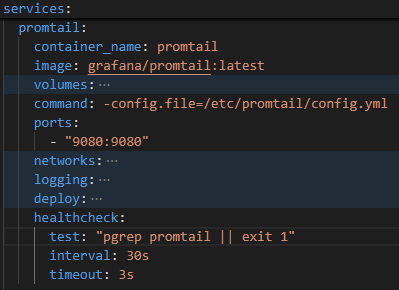 services:
promtail:
container_name: promtail
image: grafana/promtail:latest
volumes:···
command: -config.file=/etc/promtail/config.yml
ports:
- "9080:9080"
networks:···
logging:···
deploy:···
healthcheck:
test: "pgrep promtail || exit 1"
interval: 30s
timeout: 3s